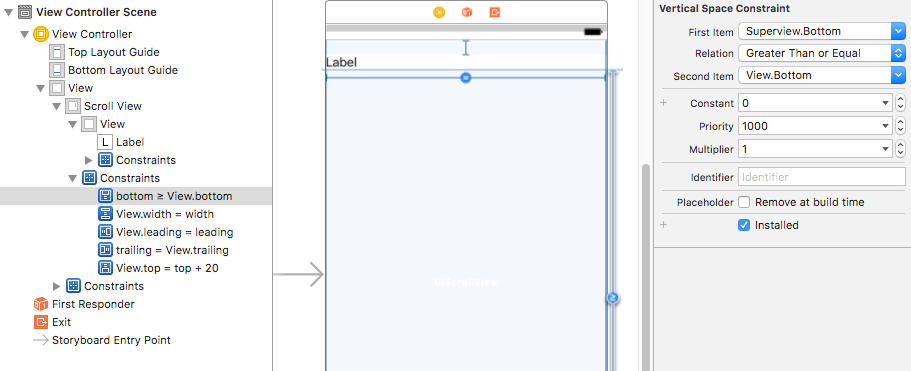 View Controller Scene
View Controller
Top Layout Guide
Bottom Layout Guide
View
Scroll View
View
L Label
Constraints
Constraints
bottom ≥ View.bottom
View.width = width
View.leading = leading
trailing = View.trailing
View.top = top + 20
Constraints
First Responder
Exit
Storyboard Entry Point
Label
UIScrollView
Vertical Space Constraint
First Item Superview.Bottom
Relation Greater Than or Equal
Second Item View.Bottom
+ Constant 0
Priority 1000
Multiplier 1
Identifier Identifier
Placeholder Remove at build time
+ Installed